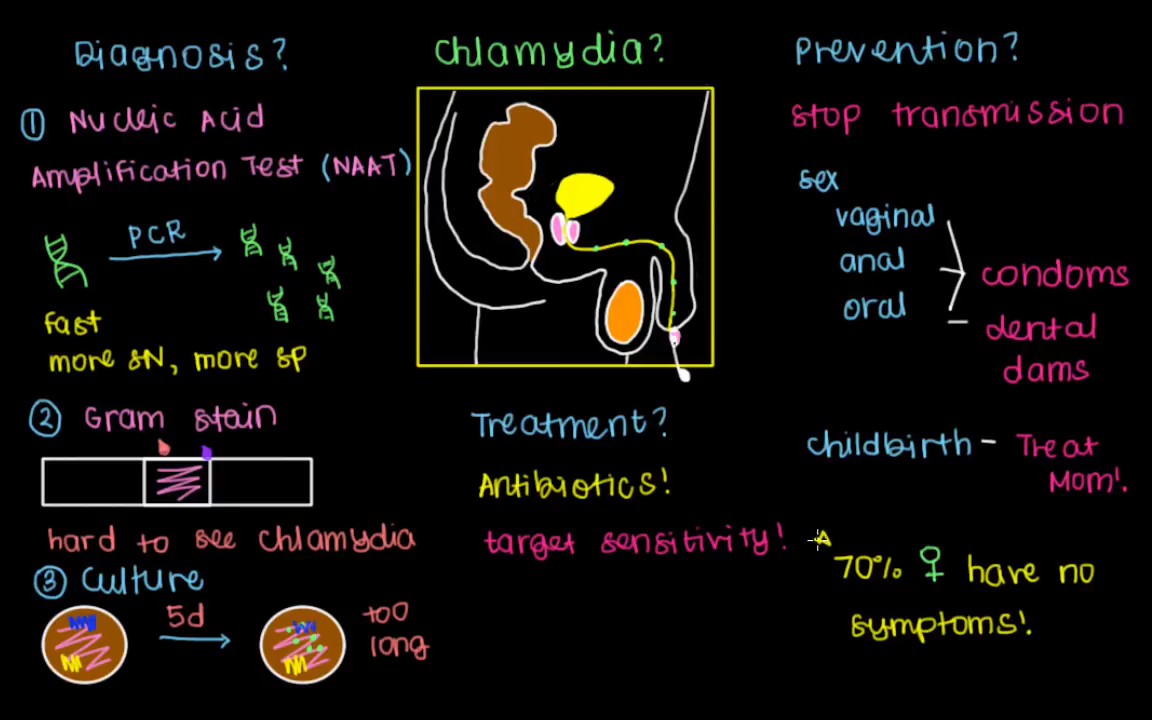 Diagnosis?
① Nucleic Acid
Amplification Test (NAAT)
PCR
fast
more SN, more SP
② Gram stain
hard to see chlamydia
③ Culture
5d
too
long
Chlamydia?
Treatment?
Antibiotics!
target sensitivity!
Prevention?
stop transmission
sex
vaginal
anal
oral
condoms
dental
dams
childbirth - Treat
Mom!
70% ♀ have no
symptoms!